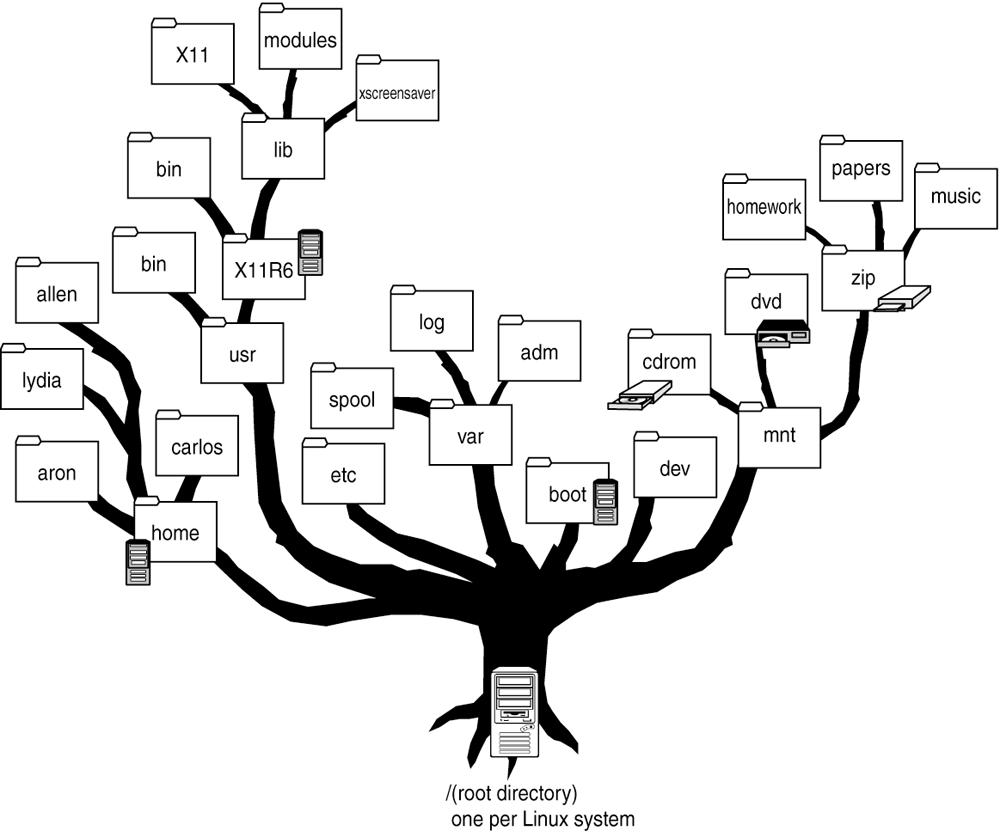 modules
X11
xscreensaver
lib
bin
papers
music
homework
bin
X11R6
zip
allen
dvd
log
usr
adm
cdrom
lydia
spool
var
mnt
carlos
aron
etc
dev
boot
home
/(root directory)
one per Linux system